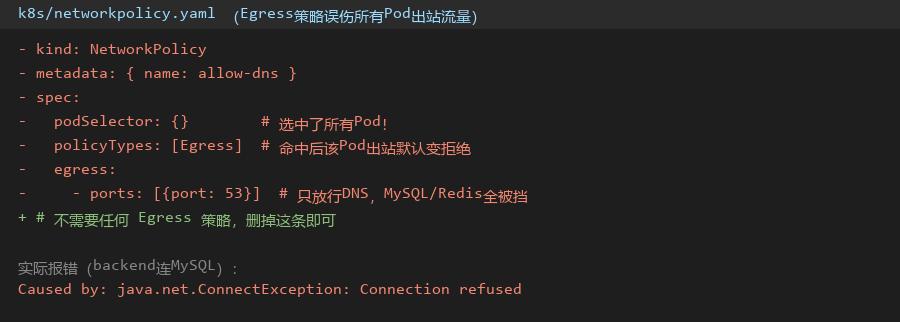 k8s/networkpolicy.yaml （Egress策略误伤所有Pod出站流量）
- kind: NetworkPolicy
- metadata: { name: allow-dns }
- spec:
-   podSelector: {}        # 选中了所有Pod!
-   policyTypes: [Egress]  # 命中后该Pod出站默认变拒绝
-   egress:
-     - ports: [{port: 53}]  # 只放行DNS，MySQL/Redis全被挡
+ # 不需要任何 Egress 策略，删掉这条即可
实际报错（backend连MySQL）:
Caused by: java.net.ConnectException: Connection refused